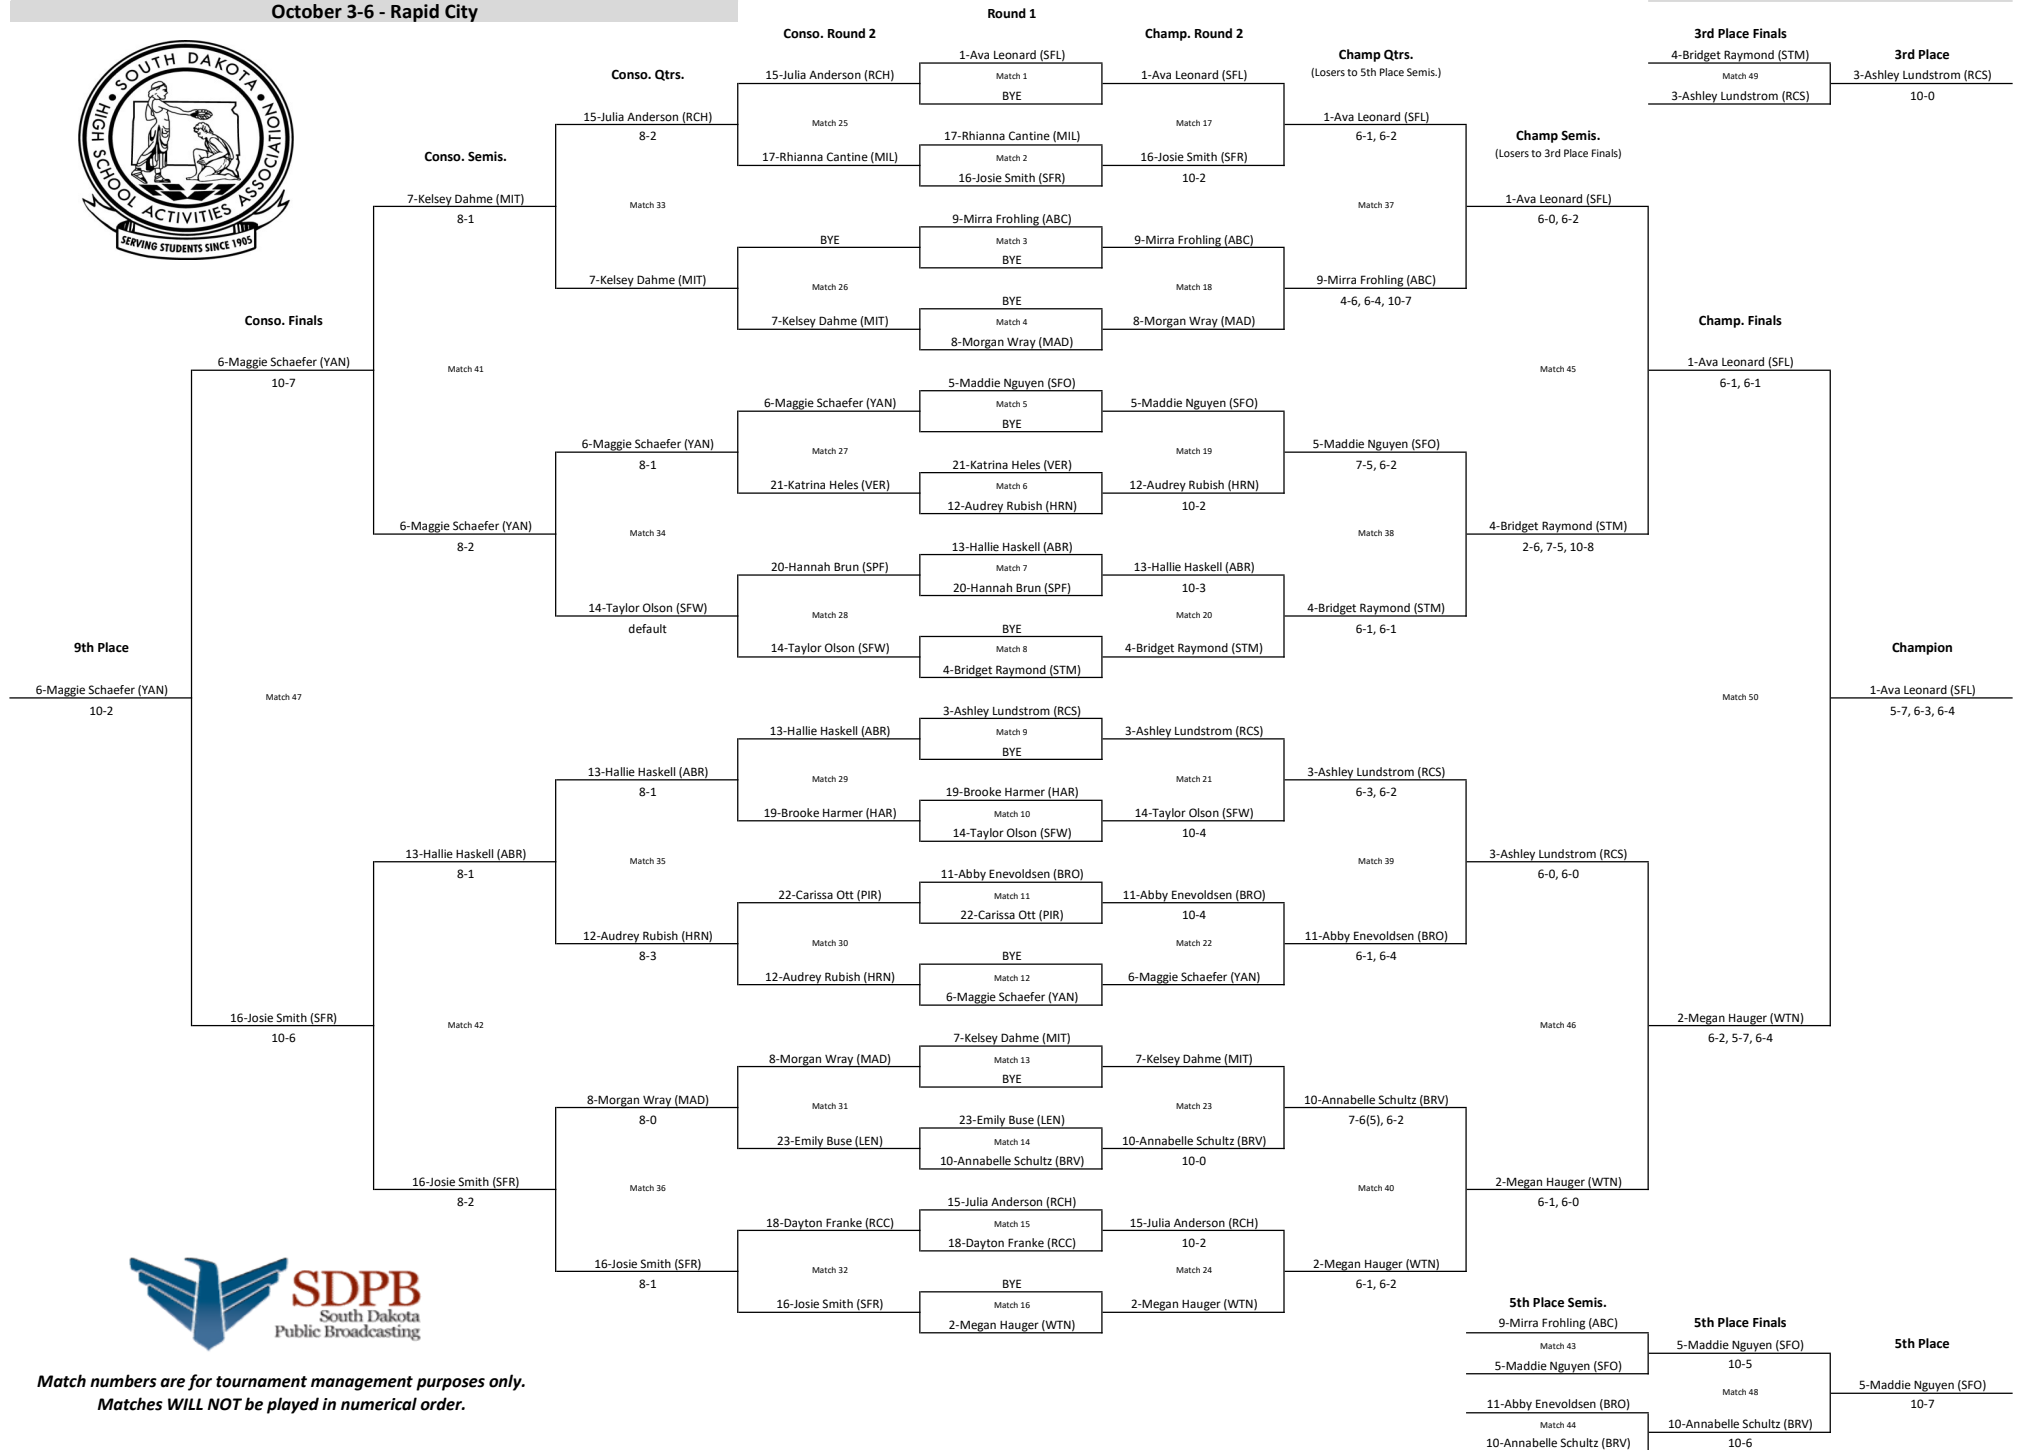 October 3-6 - Rapid City
SOUTH DAKOTA
HIGH SCHOOL ACTIVITIES ASSOCIATION
SERVING STUDENTS SINCE 1905
9th Place
6-Maggie Schaefer (YAN)
10-2
Conso. Finals
6-Maggie Schaefer (YAN)
10-7
Match 47
16-Josie Smith (SFR)
10-6
Conso. Semis.
7-Kelsey Dahme (MIT)
8-1
Match 41
6-Maggie Schaefer (YAN)
8-2
13-Hallie Haskell (ABR)
8-1
Match 42
16-Josie Smith (SFR)
8-2
Conso. Qtrs.
15-Julia Anderson (RCH)
8-2
Match 33
7-Kelsey Dahme (MIT)
6-Maggie Schaefer (YAN)
8-1
Match 34
14-Taylor Olson (SFW)
default
13-Hallie Haskell (ABR)
8-1
Match 35
12-Audrey Rubish (HRN)
8-3
8-Morgan Wray (MAD)
8-0
Match 36
16-Josie Smith (SFR)
8-1
Conso. Round 2
15-Julia Anderson (RCH)
Match 25
17-Rhianna Cantine (MIL)
BYE
Match 26
7-Kelsey Dahme (MIT)
6-Maggie Schaefer (YAN)
Match 27
21-Katrina Heles (VER)
20-Hannah Brun (SPF)
Match 28
14-Taylor Olson (SFW)
13-Hallie Haskell (ABR)
Match 29
19-Brooke Harmer (HAR)
22-Carissa Ott (PIR)
Match 30
12-Audrey Rubish (HRN)
8-Morgan Wray (MAD)
Match 31
23-Emily Buse (LEN)
18-Dayton Franke (RCC)
Match 32
16-Josie Smith (SFR)
Round 1
1-Ava Leonard (SFL)
Match 1
BYE
17-Rhianna Cantine (MIL)
Match 2
16-Josie Smith (SFR)
9-Mirra Frohling (ABC)
Match 3
BYE
BYE
Match 4
8-Morgan Wray (MAD)
5-Maddie Nguyen (SFO)
Match 5
BYE
21-Katrina Heles (VER)
Match 6
12-Audrey Rubish (HRN)
13-Hallie Haskell (ABR)
Match 7
20-Hannah Brun (SPF)
BYE
Match 8
4-Bridget Raymond (STM)
3-Ashley Lundstrom (RCS)
Match 9
BYE
19-Brooke Harmer (HAR)
Match 10
14-Taylor Olson (SFW)
11-Abby Enevoldsen (BRO)
Match 11
22-Carissa Ott (PIR)
BYE
Match 12
6-Maggie Schaefer (YAN)
7-Kelsey Dahme (MIT)
Match 13
BYE
23-Emily Buse (LEN)
Match 14
10-Annabelle Schultz (BRV)
15-Julia Anderson (RCH)
Match 15
18-Dayton Franke (RCC)
BYE
Match 16
2-Megan Hauger (WTN)
Champ. Round 2
1-Ava Leonard (SFL)
Match 17
16-Josie Smith (SFR)
10-2
9-Mirra Frohling (ABC)
Match 18
8-Morgan Wray (MAD)
5-Maddie Nguyen (SFO)
Match 19
12-Audrey Rubish (HRN)
10-2
13-Hallie Haskell (ABR)
10-3
Match 20
4-Bridget Raymond (STM)
3-Ashley Lundstrom (RCS)
Match 21
14-Taylor Olson (SFW)
10-4
11-Abby Enevoldsen (BRO)
10-4
Match 22
6-Maggie Schaefer (YAN)
7-Kelsey Dahme (MIT)
Match 23
10-Annabelle Schultz (BRV)
10-0
15-Julia Anderson (RCH)
10-2
Match 24
2-Megan Hauger (WTN)
Champ Qtrs.
(Losers to 5th Place Semis.)
1-Ava Leonard (SFL)
6-1, 6-2
Match 37
9-Mirra Frohling (ABC)
4-6, 6-4, 10-7
5-Maddie Nguyen (SFO)
7-5, 6-2
Match 38
4-Bridget Raymond (STM)
6-1, 6-1
3-Ashley Lundstrom (RCS)
6-3, 6-2
Match 39
11-Abby Enevoldsen (BRO)
6-1, 6-4
10-Annabelle Schultz (BRV)
7-6(5), 6-2
Match 40
2-Megan Hauger (WTN)
6-1, 6-2
Champ Semis.
(Losers to 3rd Place Finals)
1-Ava Leonard (SFL)
6-0, 6-2
Match 45
4-Bridget Raymond (STM)
2-6, 7-5, 10-8
3-Ashley Lundstrom (RCS)
6-0, 6-0
Match 46
2-Megan Hauger (WTN)
6-1, 6-0
3rd Place Finals
4-Bridget Raymond (STM)
Match 49
3-Ashley Lundstrom (RCS)
3rd Place
3-Ashley Lundstrom (RCS)
10-0
Champ. Finals
1-Ava Leonard (SFL)
6-1, 6-1
Match 50
2-Megan Hauger (WTN)
6-2, 5-7, 6-4
Champion
1-Ava Leonard (SFL)
5-7, 6-3, 6-4
5th Place Semis.
9-Mirra Frohling (ABC)
Match 43
5-Maddie Nguyen (SFO)
11-Abby Enevoldsen (BRO)
Match 44
10-Annabelle Schultz (BRV)
5th Place Finals
5-Maddie Nguyen (SFO)
10-5
Match 48
10-Annabelle Schultz (BRV)
10-6
5th Place
5-Maddie Nguyen (SFO)
10-7
SDPB
South Dakota
Public Broadcasting
Match numbers are for tournament management purposes only.
Matches WILL NOT be played in numerical order.